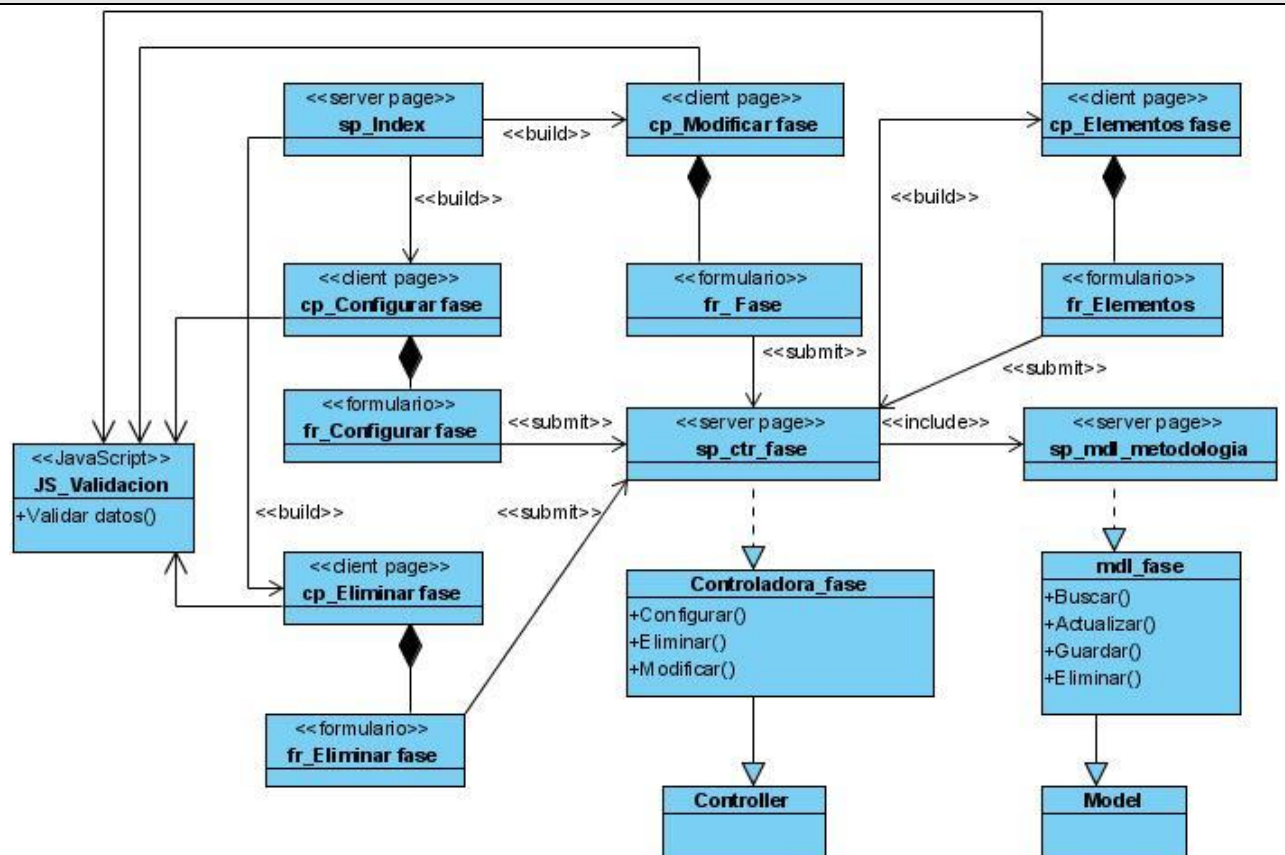 <<server page>>
sp_Index
<<client page>>
cp_Modificar fase
<<client page>>
cp_Elementos fase
<<build>>
<<build>>
<<build>>
<<client page>>
cp_Configurar fase
<<formulario>>
fr_ Fase
<<formulario>>
fr_Elementos
<<submit>>
<<submit>>
<<formulario>>
fr_Configurar fase
<<submit>>
<<server page>>
sp_ctr_fase
<<include>>
<<server page>>
sp_mdl_metodologia
<<JavaScript>>
JS_Validacion
+Validar datos()
<<build>>
<<submit>>
<<client page>>
cp_Eliminar fase
Controladora_fase
+Configurar()
+Eliminar()
+Modificar()
mdl_fase
+Buscar()
+Actualizar()
+Guardar()
+Eliminar()
<<formulario>>
fr_Eliminar fase
Controller
Model